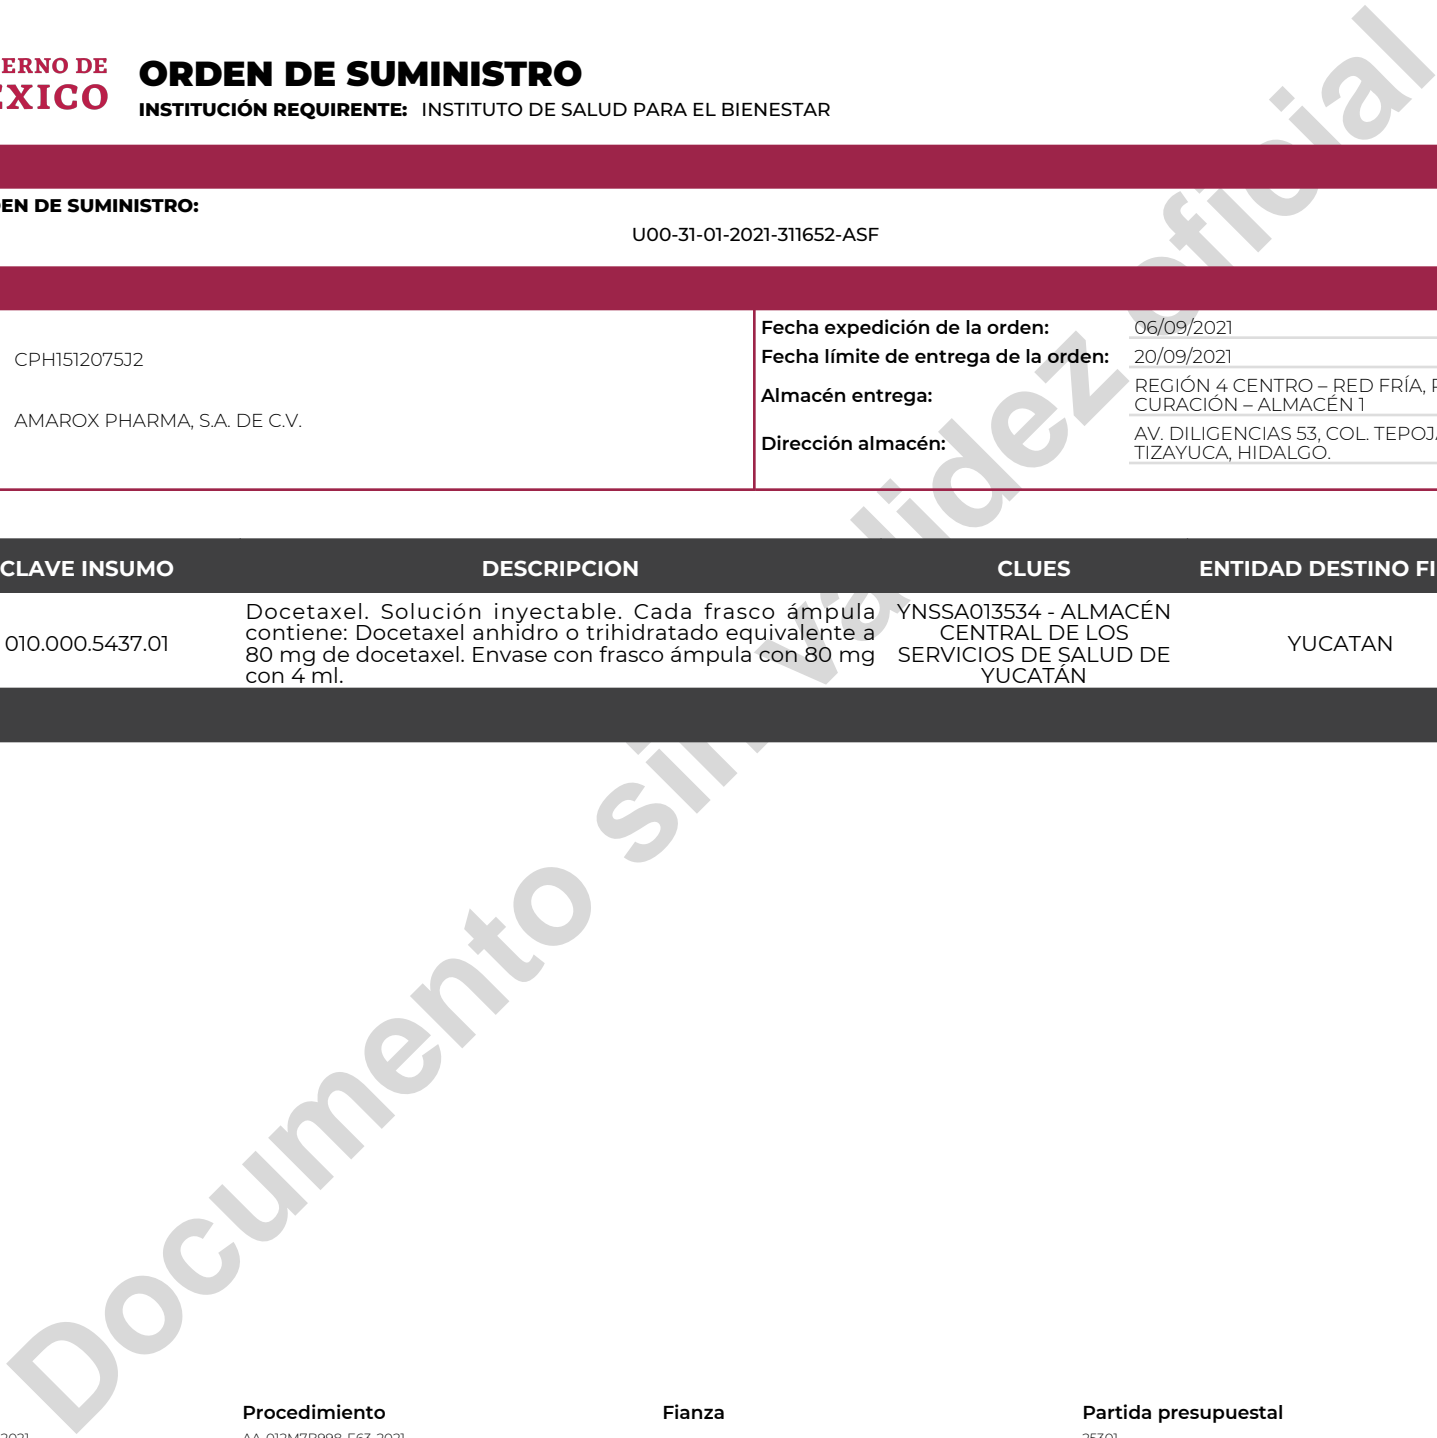 ERNO DE
ORDEN DE SUMINISTRO
INSTITUCIÓN REQUIRENTE: INSTITUTO DE SALUD PARA EL BIENESTAR
EN DE SUMINISTRO:
U00-31-01-2021-311652-ASF
CPH1512075J2
AMAROX PHARMA, S.A. DE C.V.
Fecha expedición de la orden: 06/09/2021
Fecha límite de entrega de la orden: 20/09/2021
Almacén entrega: REGIÓN 4 CENTRO – RED FRÍA,
CURACIÓN – ALMACÉN 1
Dirección almacén: AV. DILIGENCIAS 53, COL. TEPOJ
TIZAYUCA, HIDALGO.
CLAVE INSUMO DESCRIPCION CLUES ENTIDAD DESTINO FI
010.000.5437.01
Docetaxel. Solución inyectable. Cada frasco ámpula
contiene: Docetaxel anhidro o trihidratado equivalente a
80 mg de docetaxel. Envase con frasco ámpula con 80 mg
con 4 ml.
YNSSA013534 - ALMACÉN
CENTRAL DE LOS
SERVICIOS DE SALUD DE
YUCATÁN
YUCATAN
Documento sin validez oficial
Procedimiento Fianza Partida presupuestal